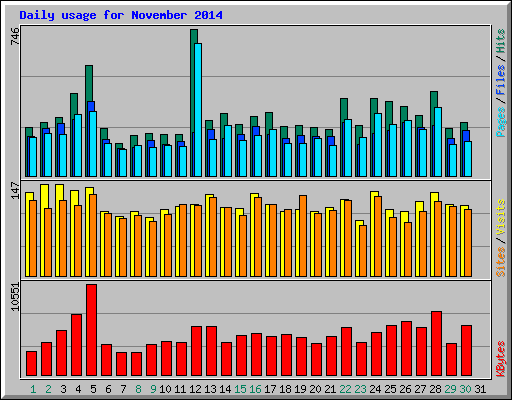 Daily usage for November 2014
746
Pages / Files / Hits
147
Sites / Visits
10551
KBytes
1 2 3 4 5 6 7 8 9 10 11 12 13 14 15 16 17 18 19 20 21 22 23 24 25 26 27 28 29 30 31